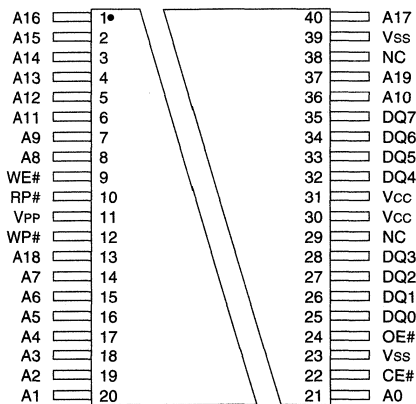 A16 1 40 A17
A15 2 39 Vss
A14 3 38 NC
A13 4 37 A19
A12 5 36 A10
A11 6 35 DQ7
A9 7 34 DQ6
A8 8 33 DQ5
WE# 9 32 DQ4
RP# 10 31 Vcc
VPP 11 30 Vcc
WP# 12 29 NC
A18 13 28 DQ3
A7 14 27 DQ2
A6 15 26 DQ1
A5 16 25 DQ0
A4 17 24 OE#
A3 18 23 Vss
A2 19 22 CE#
A1 20 21 A0